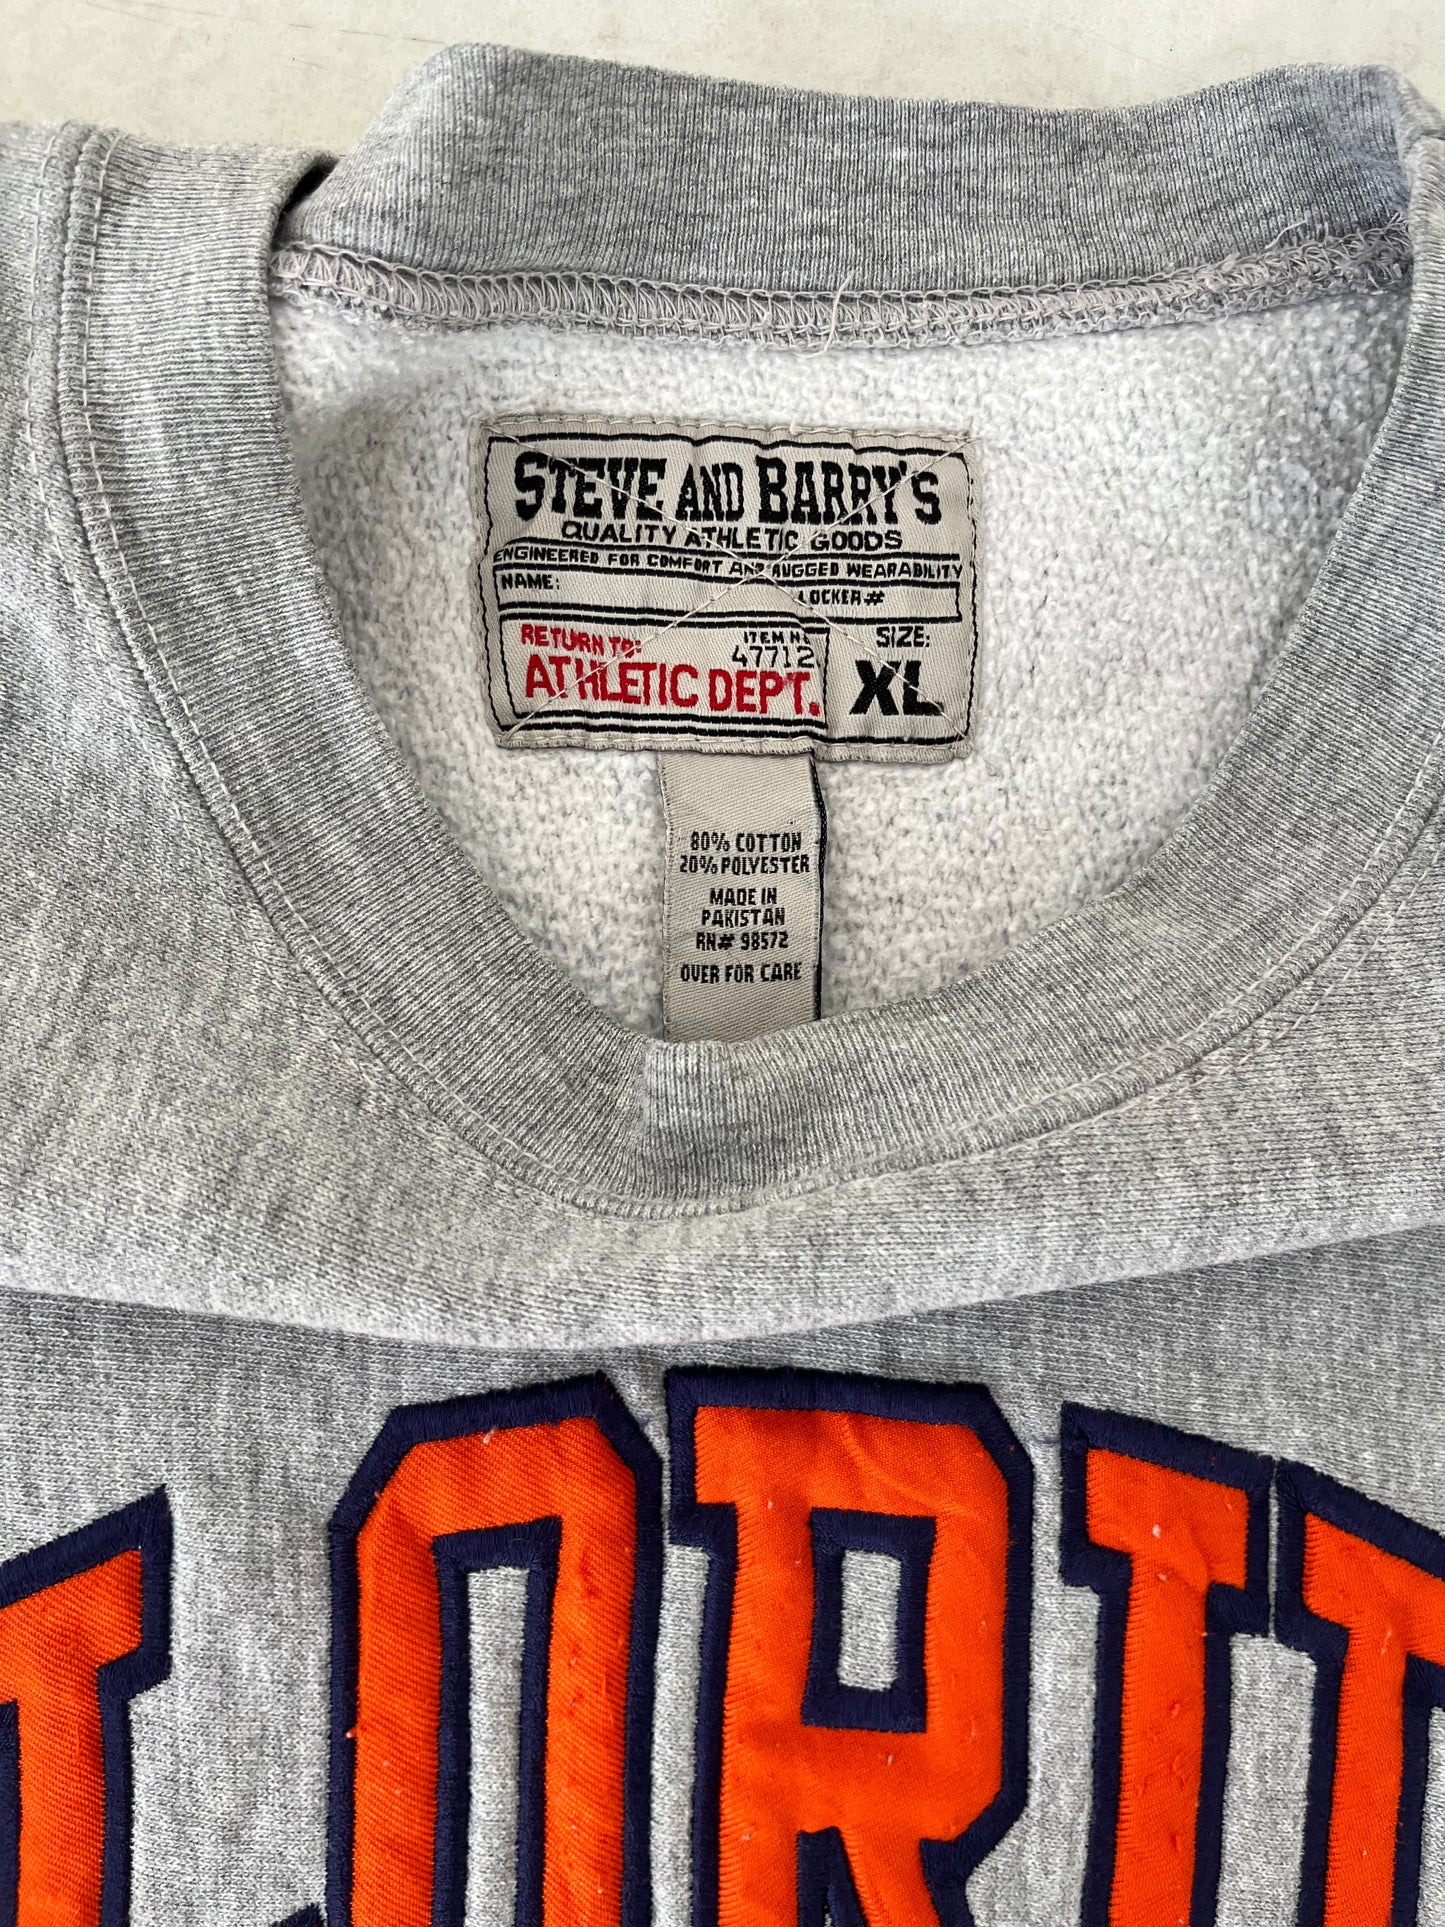 STEVE AND BARRY'S
QUALITY ATHLETIC GOODS
ENGINEERED FOR COMFORT AND RUGGED WEARABILITY
NAME: LOCKER#
RETURN TO: ITEM No 47712 SIZE:
ATHLETIC DEPT. XL
80% COTTON
20% POLYESTER
MADE IN
PAKISTAN
RN# 98572
OVER FOR CARE
LORI